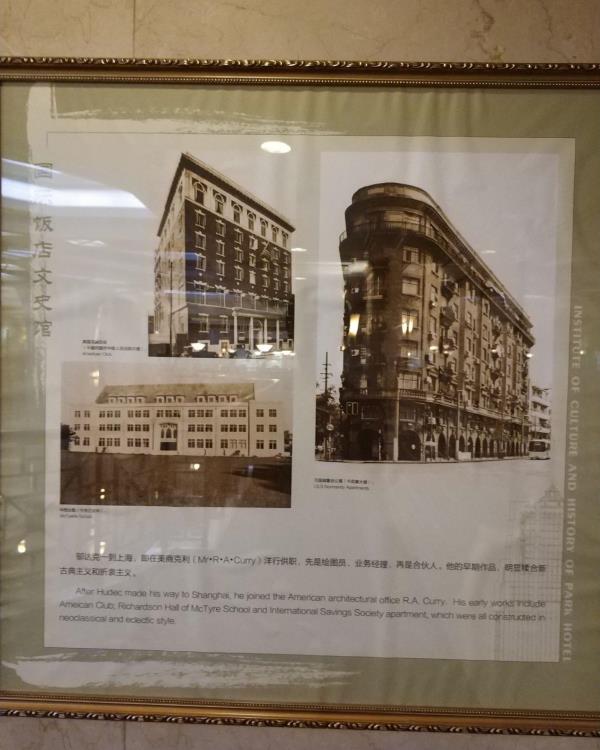 国际饭店文史馆
American Club
I.S.S Normandy Apartments
McTyeire School
邬达克一到上海，即在美商克利（Mr•R•A•Curry）洋行供职，先是绘图员、业务经理，再是合伙人。他的早期作品，明显糅合新
古典主义和折衷主义。
After Hudec made his way to Shanghai, he joined the American architectural office R.A. Curry. His early works include
Ameican Club; Richardson Hall of McTyre School and International Savings Society apartment, which were all constructed in
neoclassical and eclectic style.
INSTITUTE OF CULTURE AND HISTORY OF PARK HOTEL